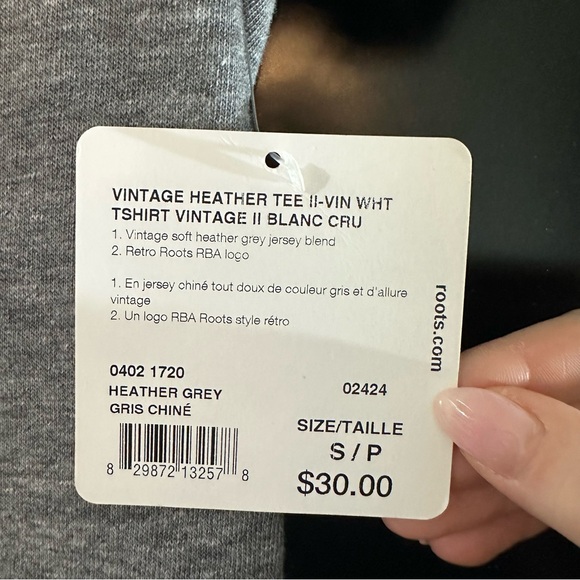 VINTAGE HEATHER TEE II-VIN WHT
TSHIRT VINTAGE II BLANC CRU
1. Vintage soft heather grey jersey blend
2. Retro Roots RBA logo
1. En jersey chiné tout doux de couleur gris et d'allure
vintage
2. Un logo RBA Roots style rétro
roots.com
0402 1720
02424
HEATHER GREY
GRIS CHINÉ
SIZE/TAILLE
S / P
$30.00
8 29872 13257 8